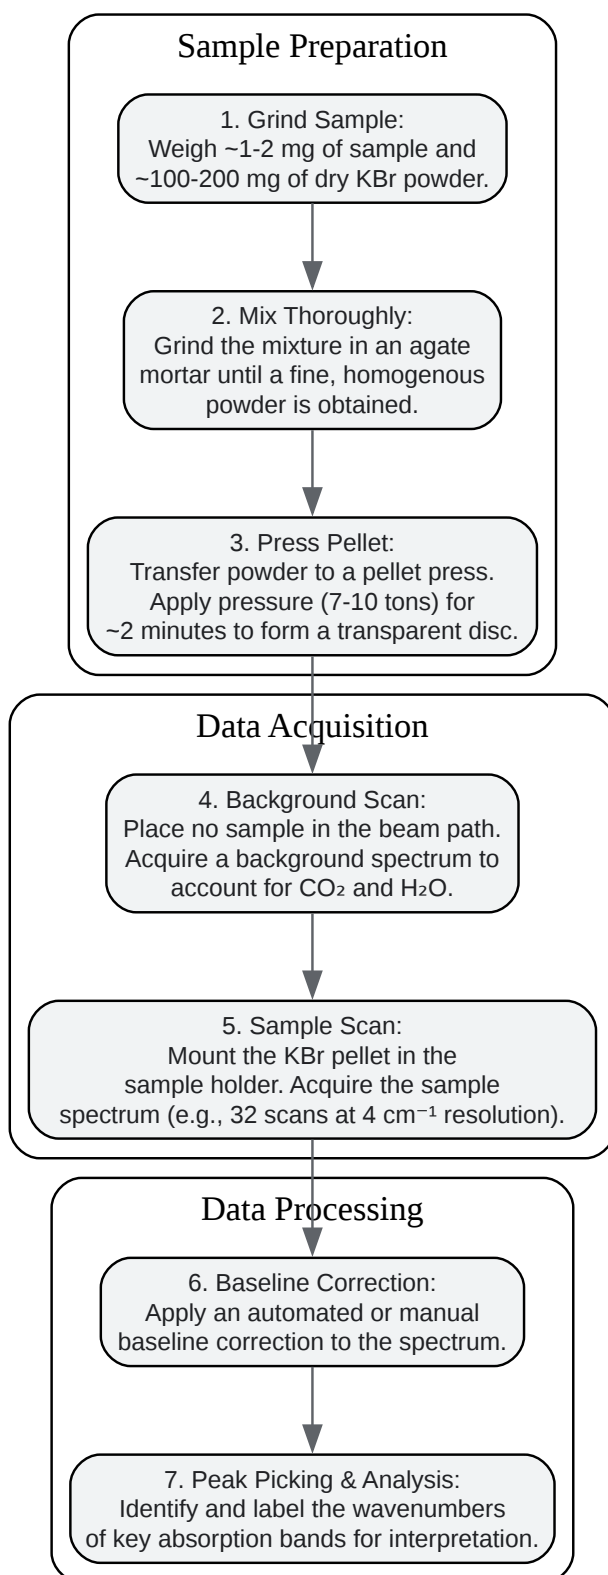 Sample Preparation
1. Grind Sample:
Weigh ~1-2 mg of sample and
~100-200 mg of dry KBr powder.
2. Mix Thoroughly:
Grind the mixture in an agate
mortar until a fine, homogenous
powder is obtained.
3. Press Pellet:
Transfer powder to a pellet press.
Apply pressure (7-10 tons) for
~2 minutes to form a transparent disc.
Data Acquisition
4. Background Scan:
Place no sample in the beam path.
Acquire a background spectrum to
account for CO₂ and H₂O.
5. Sample Scan:
Mount the KBr pellet in the
sample holder. Acquire the sample
spectrum (e.g., 32 scans at 4 cm⁻¹ resolution).
Data Processing
6. Baseline Correction:
Apply an automated or manual
baseline correction to the spectrum.
7. Peak Picking & Analysis:
Identify and label the wavenumbers
of key absorption bands for interpretation.